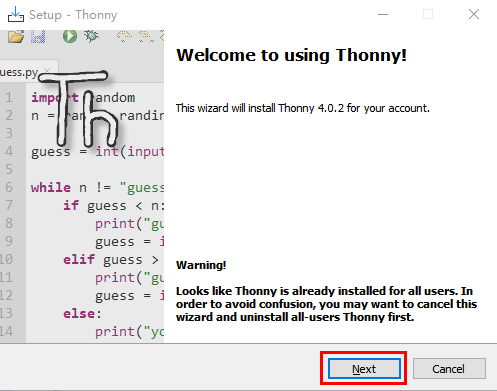 Setup - Thonny
uess.py
Th
Welcome to using Thonny!
This wizard will install Thonny 4.0.2 for your account.
1 import random
2 n =
3
4 guess = int(input
5
6 while n != "guess
7 if guess < n:
8 print("gu
9 guess = i
10 elif guess >
11 print("gu
12 guess = i
13 else:
14 print("yo
Warning!
Looks like Thonny is already installed for all users. In
order to avoid confusion, you may want to cancel this
wizard and uninstall all-users Thonny first.
Next
Cancel